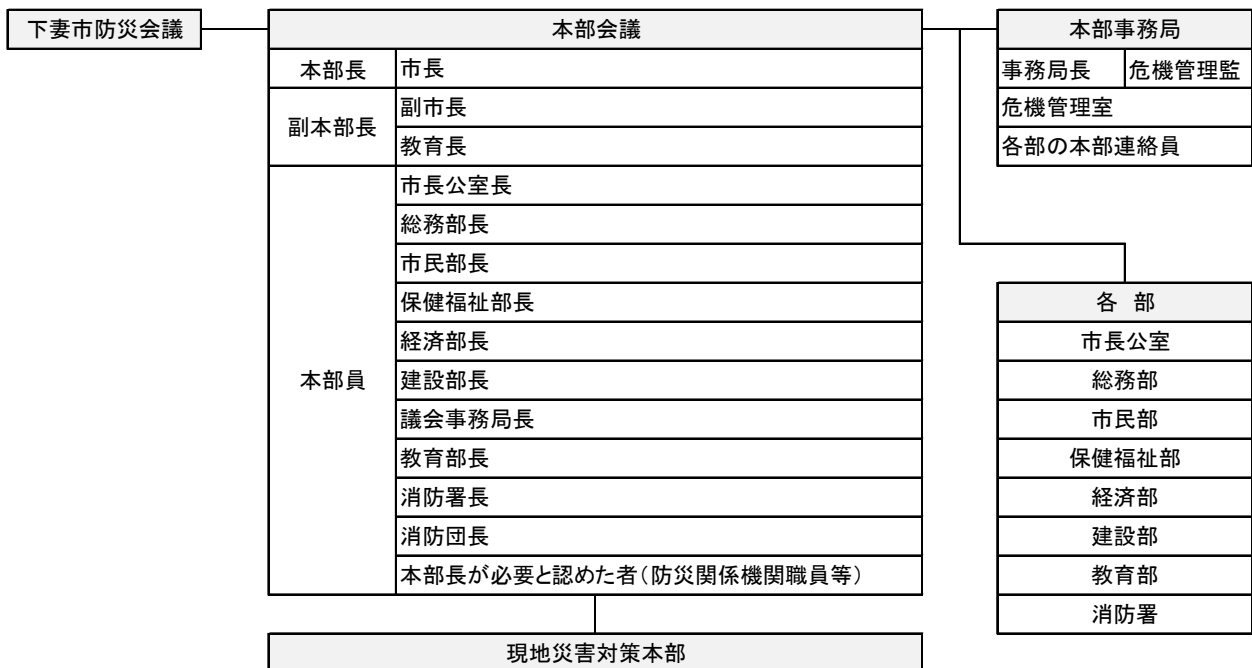 下妻市防災会議
本部会議
本部長
市長
副本部長
副市長
教育長
本部員
市長公室長
総務部長
市民部長
保健福祉部長
経済部長
建設部長
議会事務局長
教育部長
消防署長
消防団長
本部長が必要と認めた者（防災関係機関職員等）
現地災害対策本部
本部事務局
事務局長 危機管理監
危機管理室
各部の本部連絡員
各 部
市長公室
総務部
市民部
保健福祉部
経済部
建設部
教育部
消防署